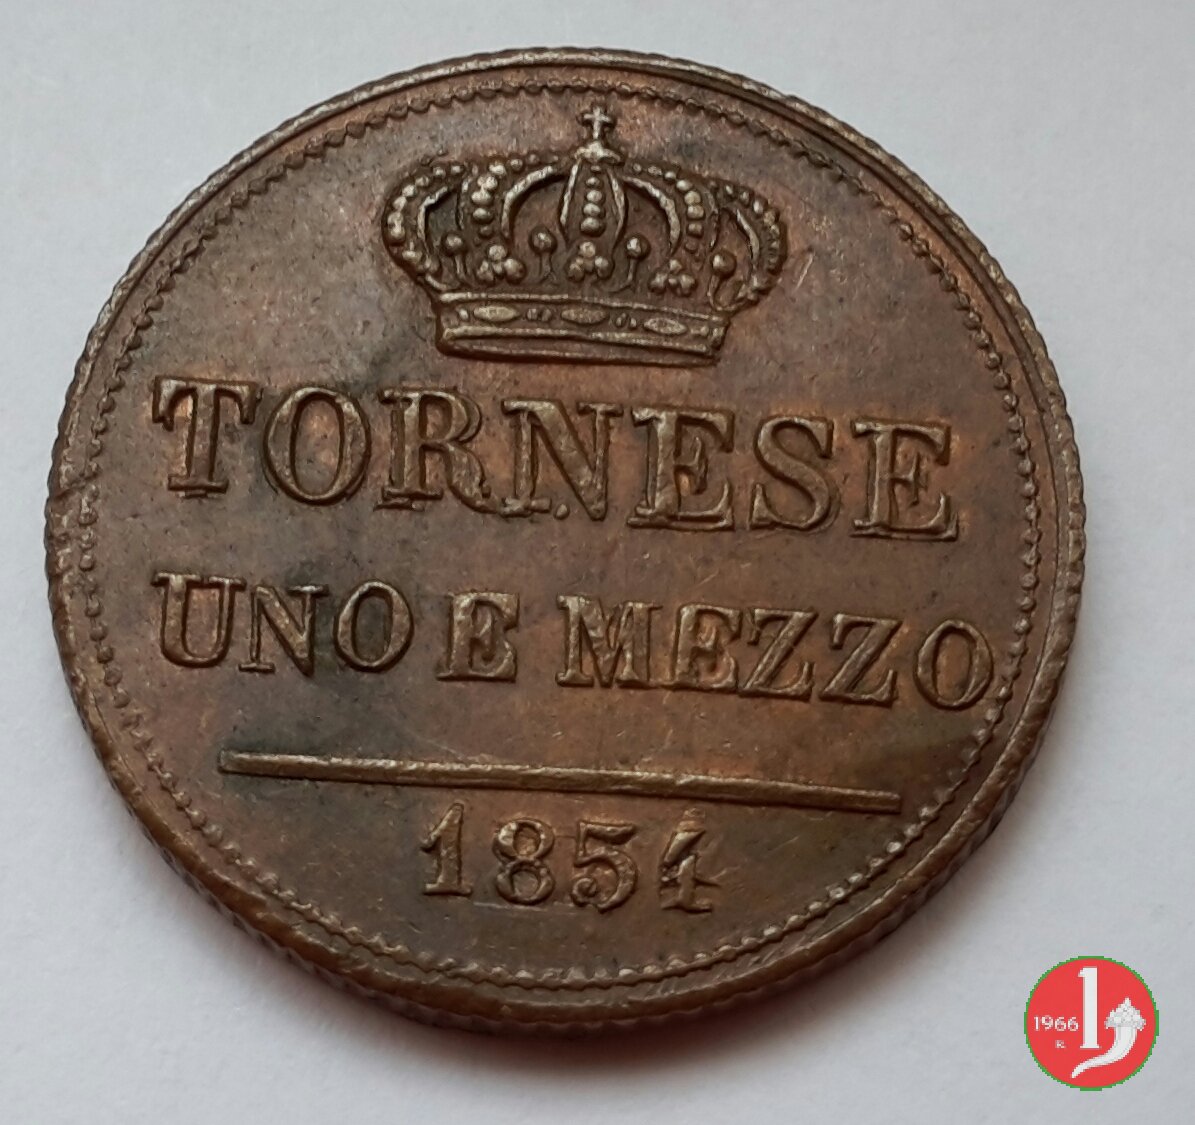 TORNESE
UNO E MEZZO
1854
1966
R.